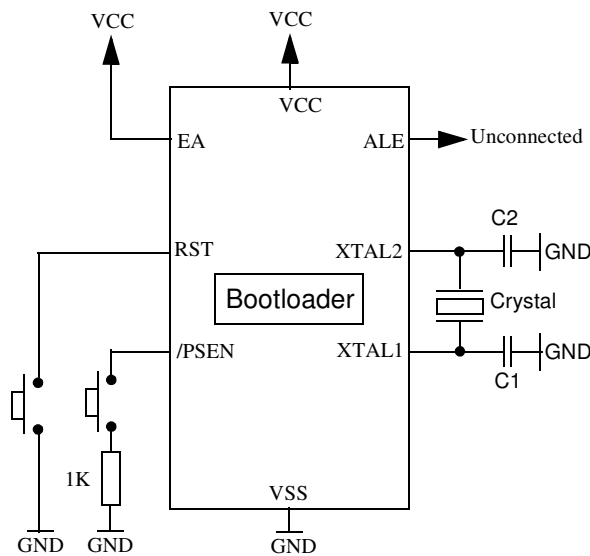 VCC
VCC
VCC
EA
ALE
Unconnected
C2
RST
XTAL2
GND
Bootloader
Crystal
/PSEN
XTAL1
GND
C1
1K
VSS
GND
GND
GND